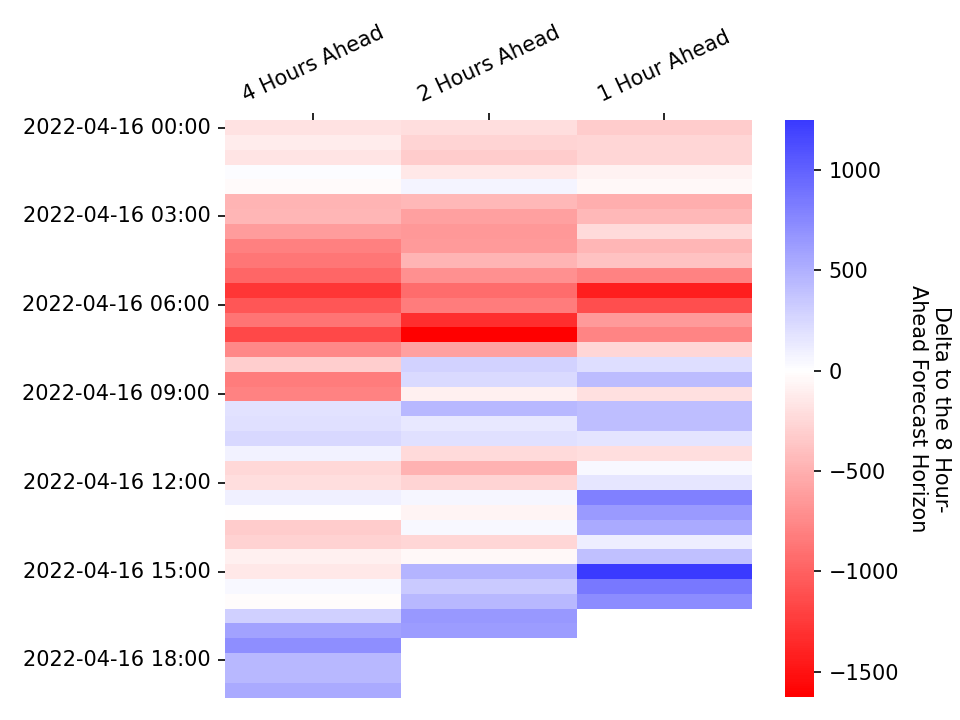 4 Hours Ahead
2 Hours Ahead
1 Hour Ahead
2022-04-16 00:00
2022-04-16 03:00
2022-04-16 06:00
2022-04-16 09:00
2022-04-16 12:00
2022-04-16 15:00
2022-04-16 18:00
1000
500
0
−500
−1000
−1500
Delta to the 8 Hour-
Ahead Forecast Horizon